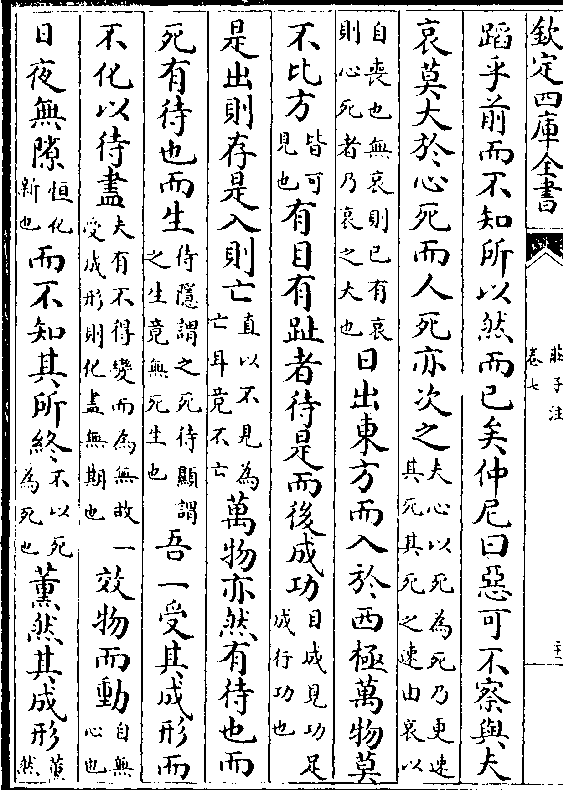 欽定四庫全書
莊子注
卷七
蹈乎前而不知所以然而已矣仲尼曰惡可不察與夫
哀莫大於心死而人死亦次之夫心以死為死乃更速其死其死之速由哀以
自喪也無哀則已有哀則心死者乃哀之大也日出東方而入於西極萬物莫
不比方皆可見也有目有趾者待是而後成功目成見功足成行功也
是出則存是入則亡直以不見為亡耳竟不亡萬物亦然有待也而
死有待也而生待隱謂之死待顯謂之生竟無死生也吾一受其成形而
不化以待盡夫有不得變而為無故一受成形則化盡無期也效物而動自無心也
日夜無隙恒化新也而不知其所終不以死為死也薰然其成形薰然